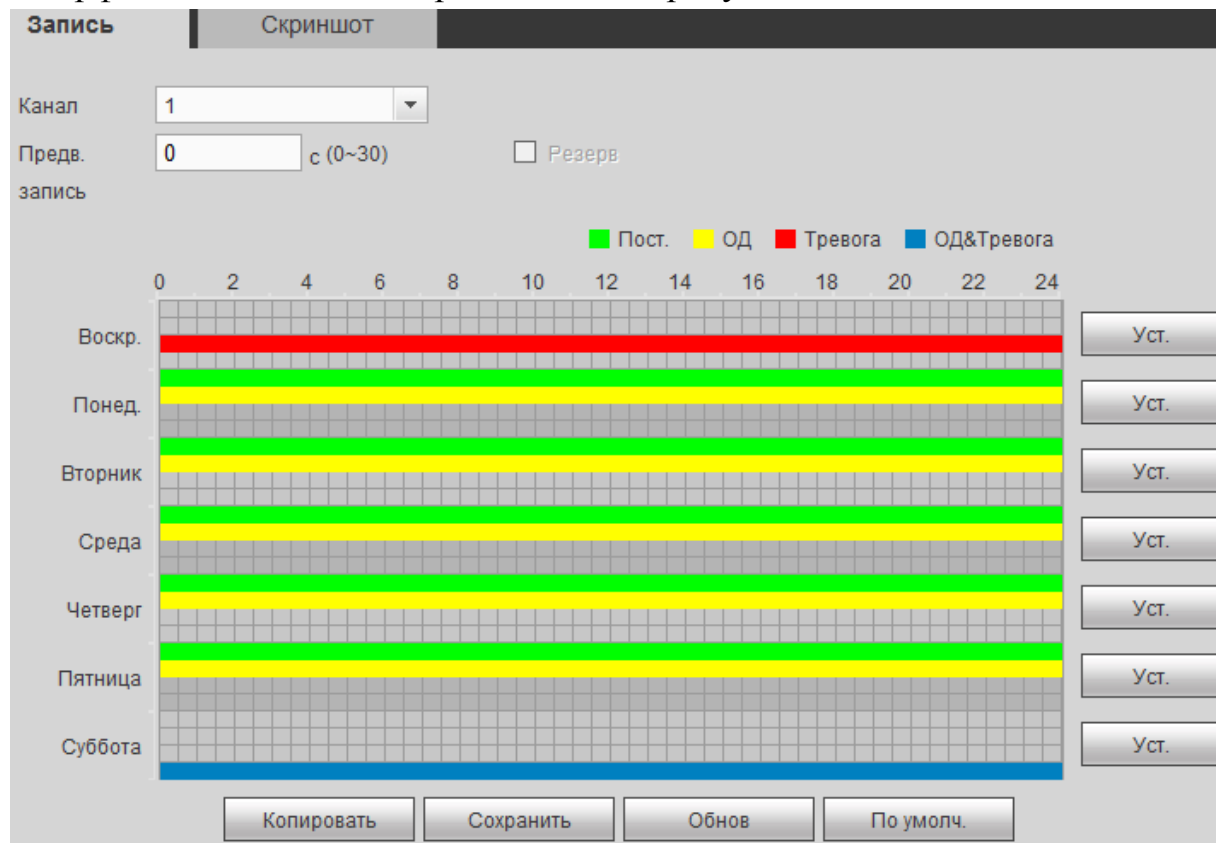 Запись Скриншот
Канал 1
Предв. 0 с (0~30) Резерв
запись
Пост. ОД Тревога ОД&Тревога
0 2 4 6 8 10 12 14 16 18 20 22 24
Воскр. Уст.
Понед. Уст.
Вторник Уст.
Среда Уст.
Четверг Уст.
Пятница Уст.
Суббота Уст.
Копировать Сохранить Обнов По умолч.